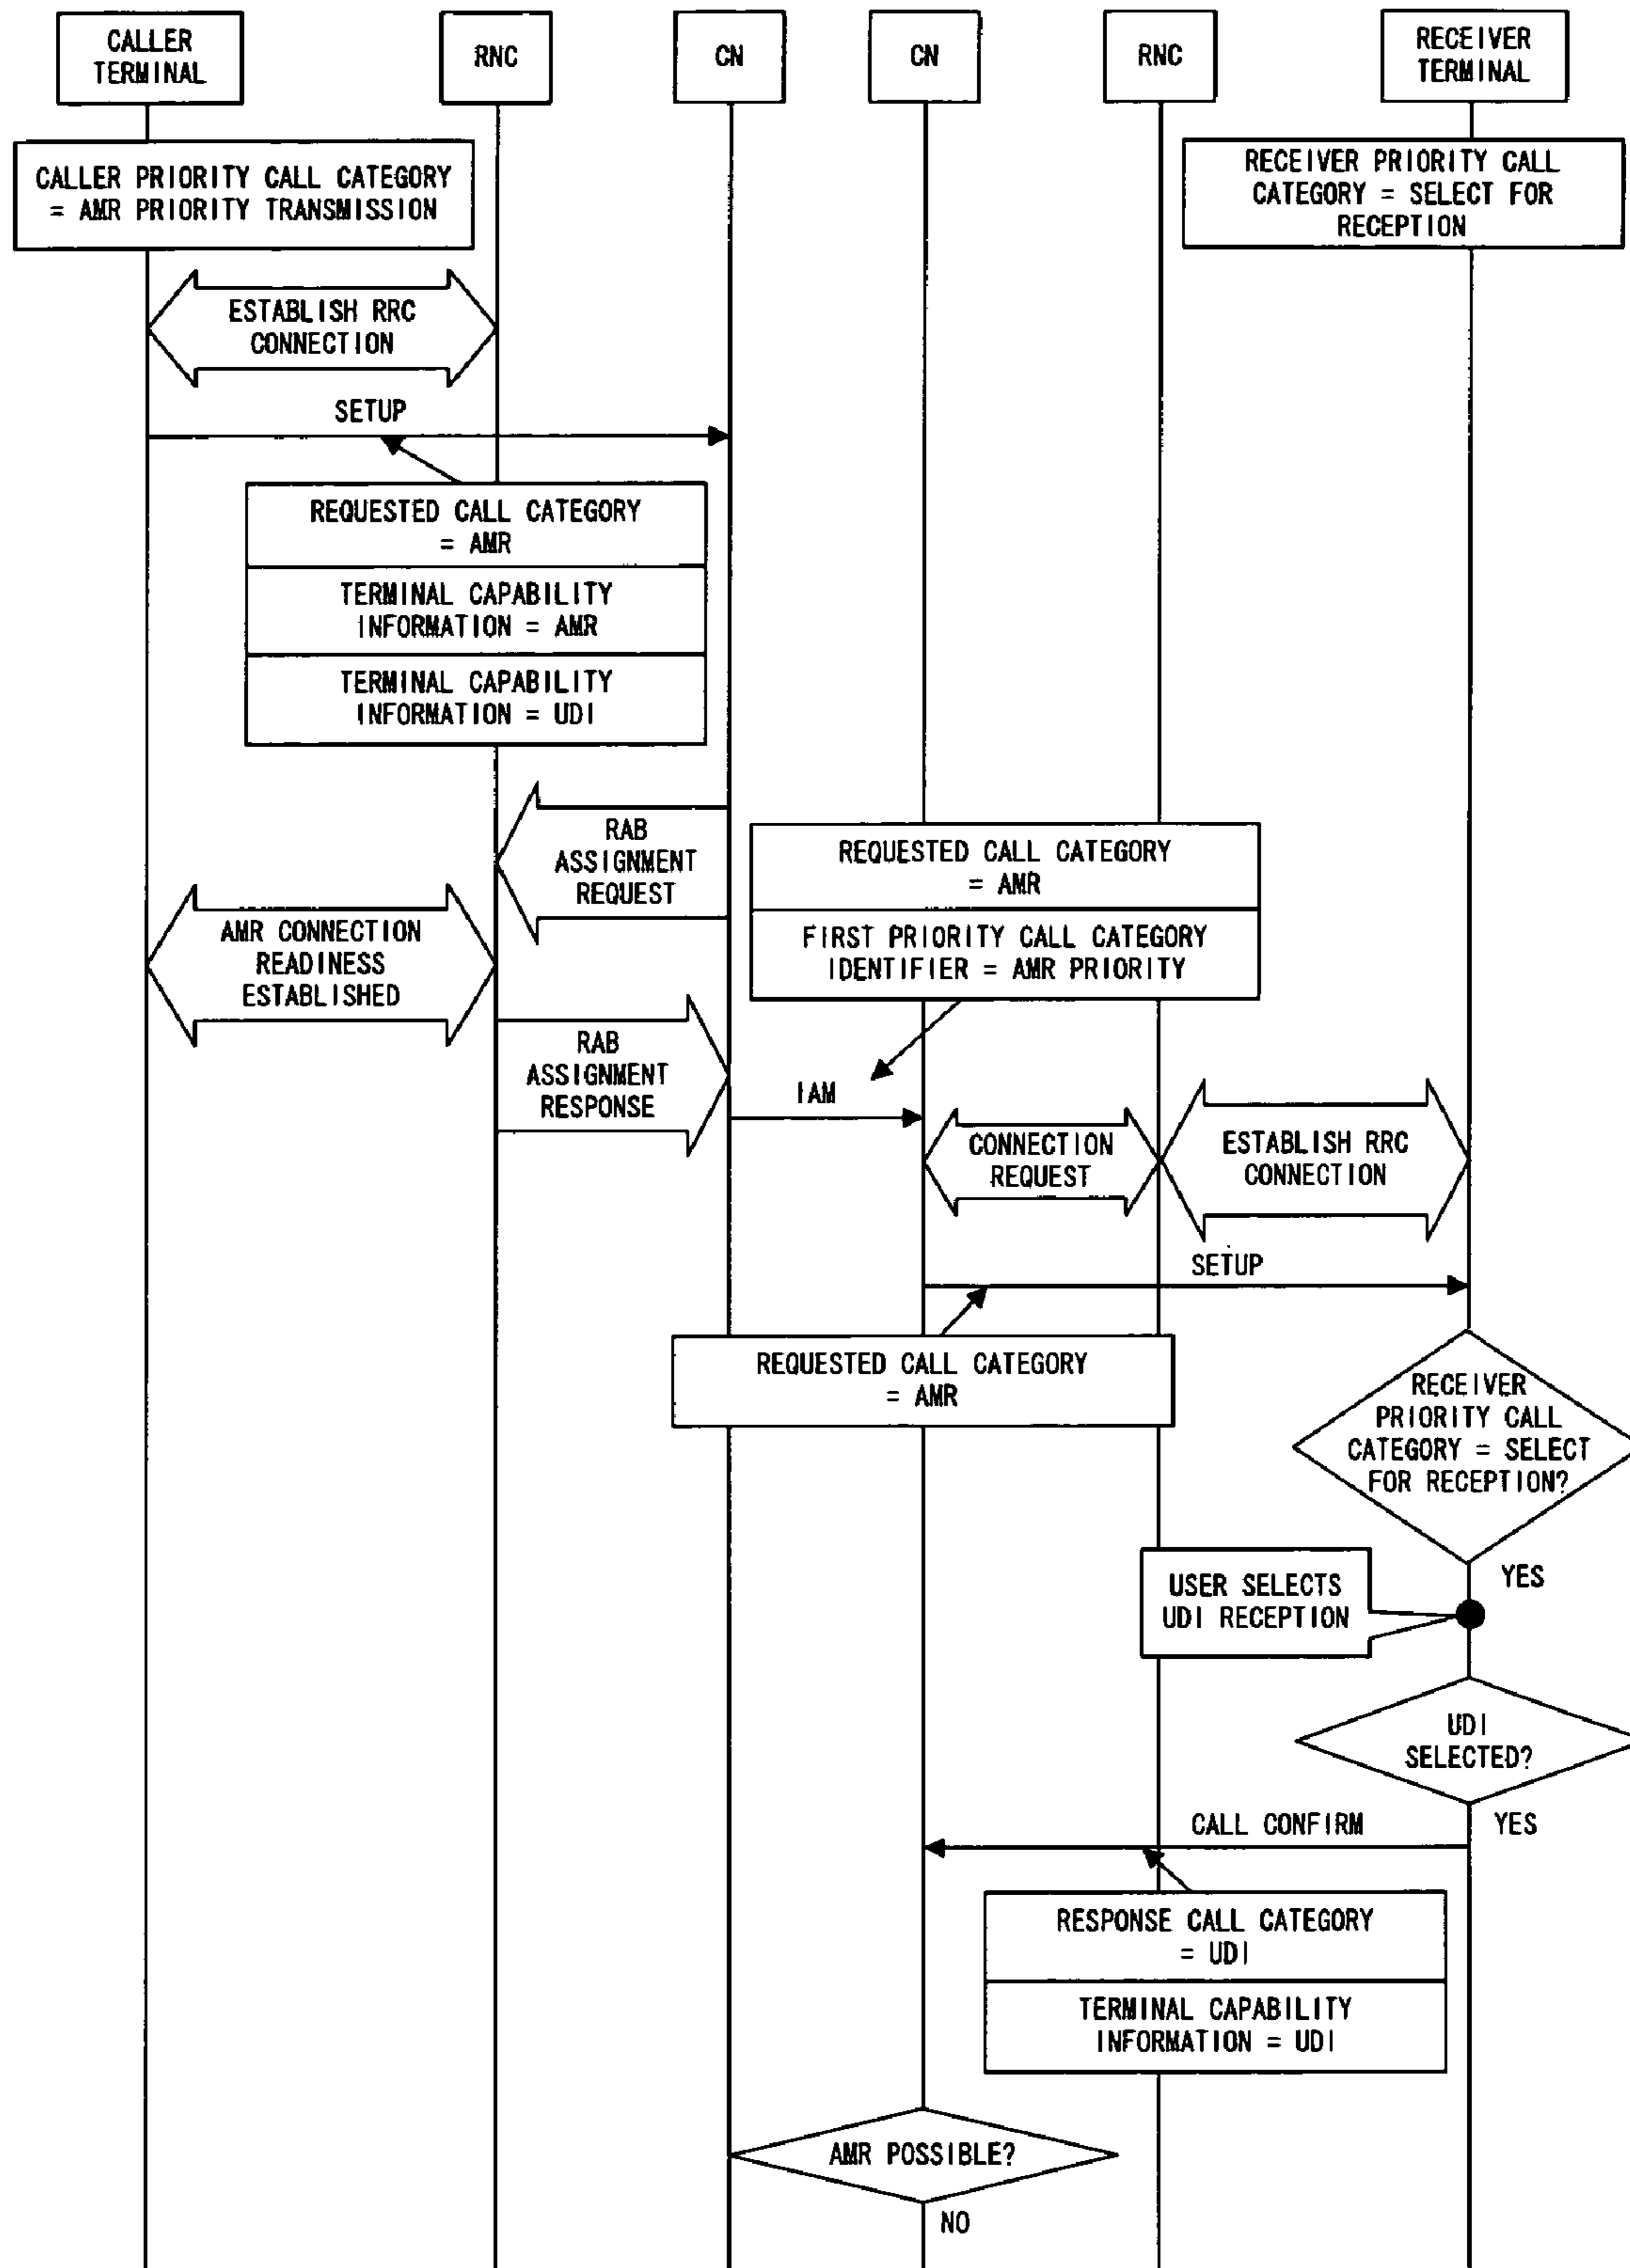 CALLER
TERMINAL
RNC
CN
CN
RNC
RECEIVER
TERMINAL
CALLER PRIORITY CALL CATEGORY
= AMR PRIORITY TRANSMISSION
RECEIVER PRIORITY CALL
CATEGORY = SELECT FOR
RECEPTION
ESTABLISH RRC
CONNECTION
SETUP
REQUESTED CALL CATEGORY
= AMR
TERMINAL CAPABILITY
INFORMATION = AMR
TERMINAL CAPABILITY
INFORMATION = UDI
RAB
ASSIGNMENT
REQUEST
REQUESTED CALL CATEGORY
= AMR
FIRST PRIORITY CALL CATEGORY
IDENTIFIER = AMR PRIORITY
AMR CONNECTION
READINESS
ESTABLISHED
RAB
ASSIGNMENT
RESPONSE
IAM
CONNECTION
REQUEST
ESTABLISH RRC
CONNECTION
SETUP
REQUESTED CALL CATEGORY
= AMR
RECEIVER
PRIORITY CALL
CATEGORY = SELECT
FOR RECEPTION?
YES
USER SELECTS
UDI RECEPTION
UDI
SELECTED?
YES
CALL CONFIRM
RESPONSE CALL CATEGORY
= UDI
TERMINAL CAPABILITY
INFORMATION = UDI
AMR POSSIBLE?
NO